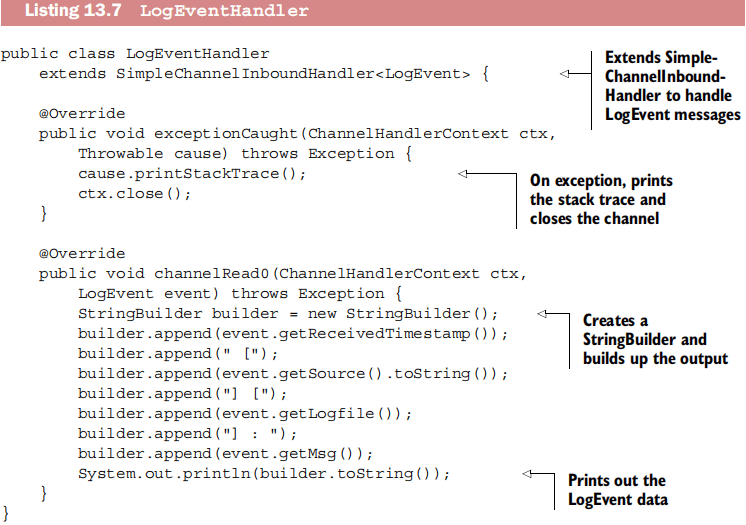 Listing 13.7 LogEventHandler
public class LogEventHandler
extends SimpleChannelInboundHandler<LogEvent> {
Extends Simple-
ChannelInbound-
Handler to handle
LogEvent messages
@Override
public void exceptionCaught(ChannelHandlerContext ctx,
Throwable cause) throws Exception {
cause.printStackTrace();
ctx.close();
}
On exception, prints
the stack trace and
closes the channel
@Override
public void channelRead0(ChannelHandlerContext ctx,
LogEvent event) throws Exception {
StringBuilder builder = new StringBuilder();
builder.append(event.getReceivedTimestamp());
builder.append(" [");
builder.append(event.getSource().toString());
builder.append("] [");
builder.append(event.getLogfile());
builder.append("] : ");
builder.append(event.getMsg());
System.out.println(builder.toString());
}
}
Creates a
StringBuilder and
builds up the output
Prints out the
LogEvent data